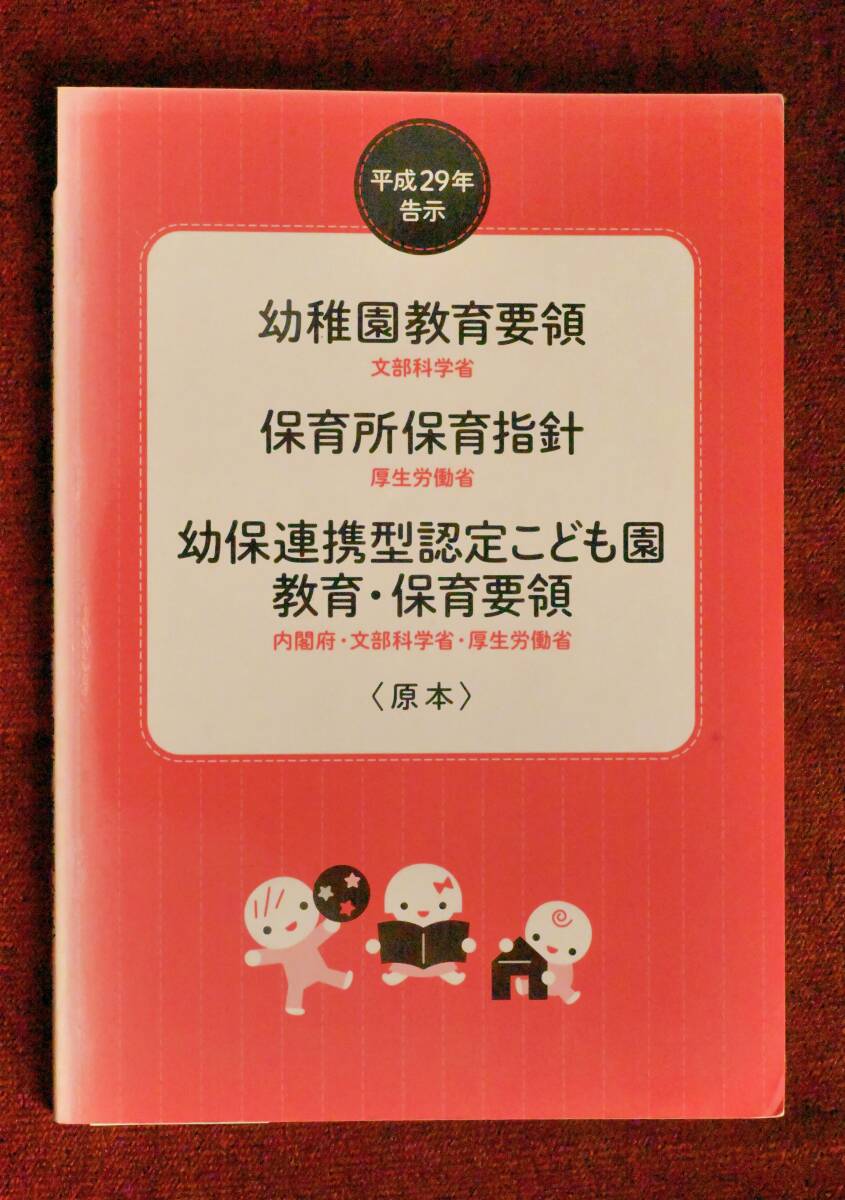 平成29年
告示
幼稚園教育要領
文部科学省
保育所保育指針
厚生労働省
幼保連携型認定こども園
教育・保育要領
内閣府・文部科学省・厚生労働省
〈原本〉